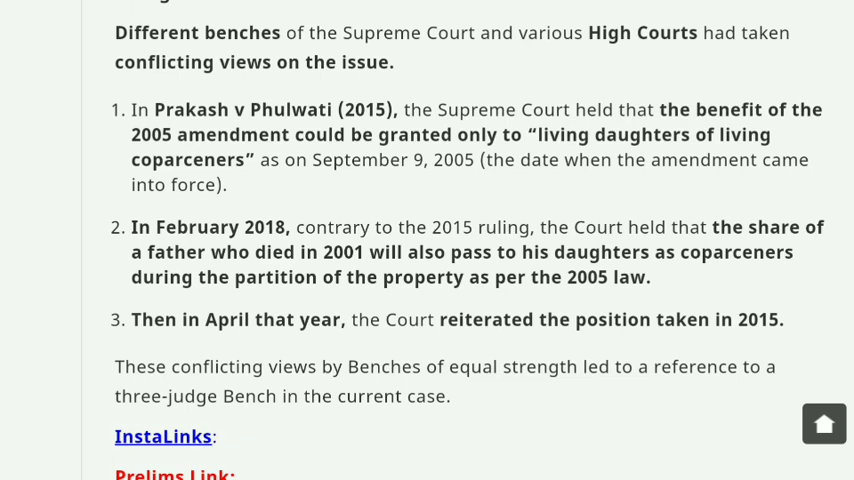 Different benches of the Supreme Court and various High Courts had taken
conflicting views on the issue.
1. In Prakash v Phulwati (2015), the Supreme Court held that the benefit of the
2005 amendment could be granted only to “living daughters of living
coparceners” as on September 9, 2005 (the date when the amendment came
into force).
2. In February 2018, contrary to the 2015 ruling, the Court held that the share of
a father who died in 2001 will also pass to his daughters as coparceners
during the partition of the property as per the 2005 law.
3. Then in April that year, the Court reiterated the position taken in 2015.
These conflicting views by Benches of equal strength led to a reference to a
three-judge Bench in the current case.
InstaLinks:
Prelims Link: